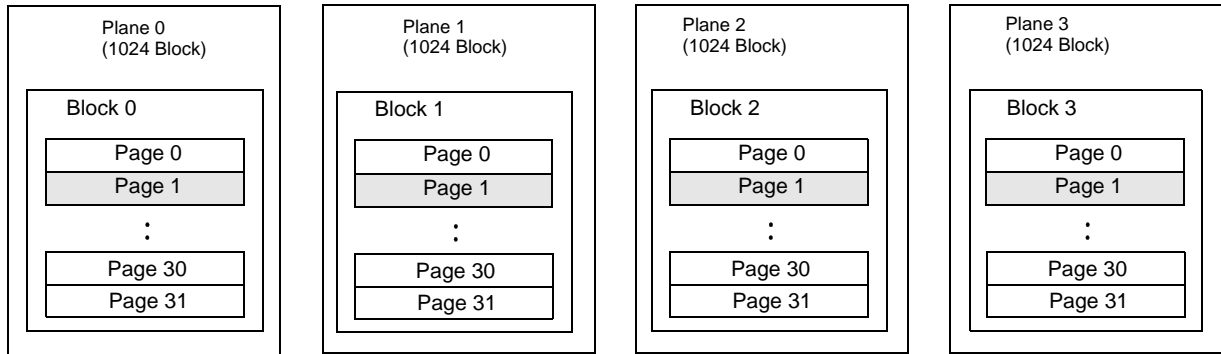 Plane 0
(1024 Block)
Block 0
Page 0
Page 1
:
Page 30
Page 31
Plane 1
(1024 Block)
Block 1
Page 0
Page 1
:
Page 30
Page 31
Plane 2
(1024 Block)
Block 2
Page 0
Page 1
:
Page 30
Page 31
Plane 3
(1024 Block)
Block 3
Page 0
Page 1
:
Page 30
Page 31